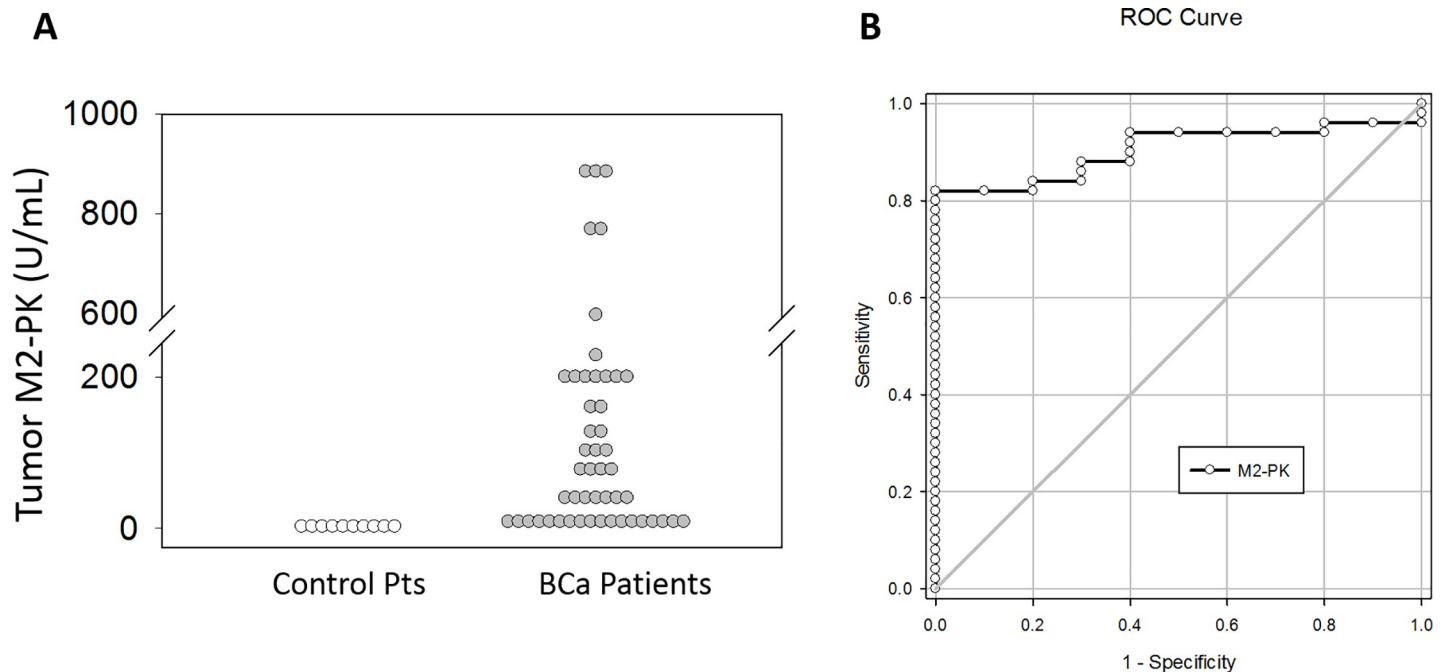 A
Tumor M2-PK (U/mL)
1000
800
600
200
0
Control Pts
BCa Patients
B
ROC Curve
Sensitivity
1.0
0.8
0.6
0.4
0.2
0.0
M2-PK
0.0 0.2 0.4 0.6 0.8 1.0
1 - Specificity